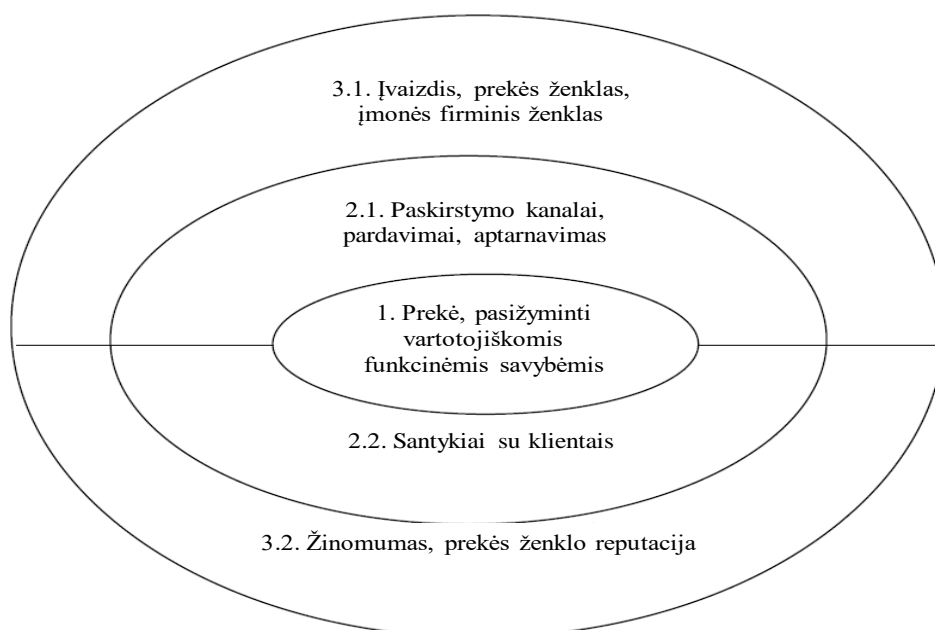 3.1. Įvaizdis, prekės ženklas,
įmonės firminis ženklas
2.1. Paskirstymo kanalai,
pardavimai, aptarnavimas
1. Prekė, pasižyminti
vartotojiškomis
funkcinėmis savybėmis
2.2. Santykiai su klientais
3.2. Žinomumas, prekės ženklo reputacija